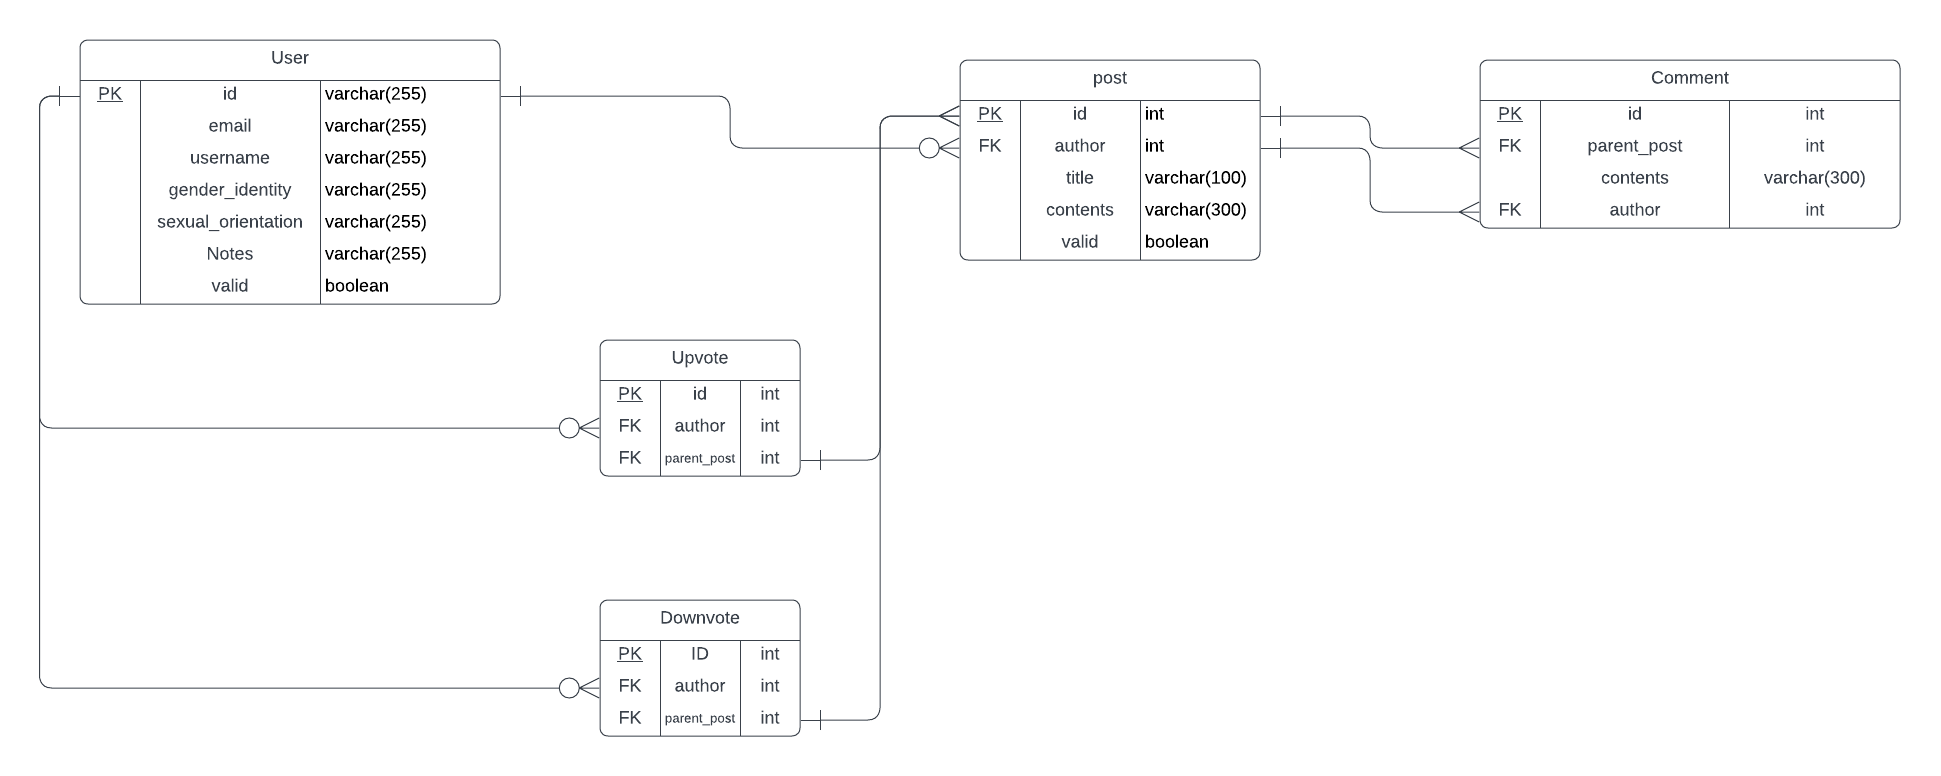 User
PK id varchar(255)
email varchar(255)
username varchar(255)
gender_identity varchar(255)
sexual_orientation varchar(255)
Notes varchar(255)
valid boolean
post
PK id int
FK author int
title varchar(100)
contents varchar(300)
valid boolean
Comment
PK id int
FK parent_post int
contents varchar(300)
FK author int
Upvote
PK id int
FK author int
FK parent_post int
Downvote
PK ID int
FK author int
FK parent_post int